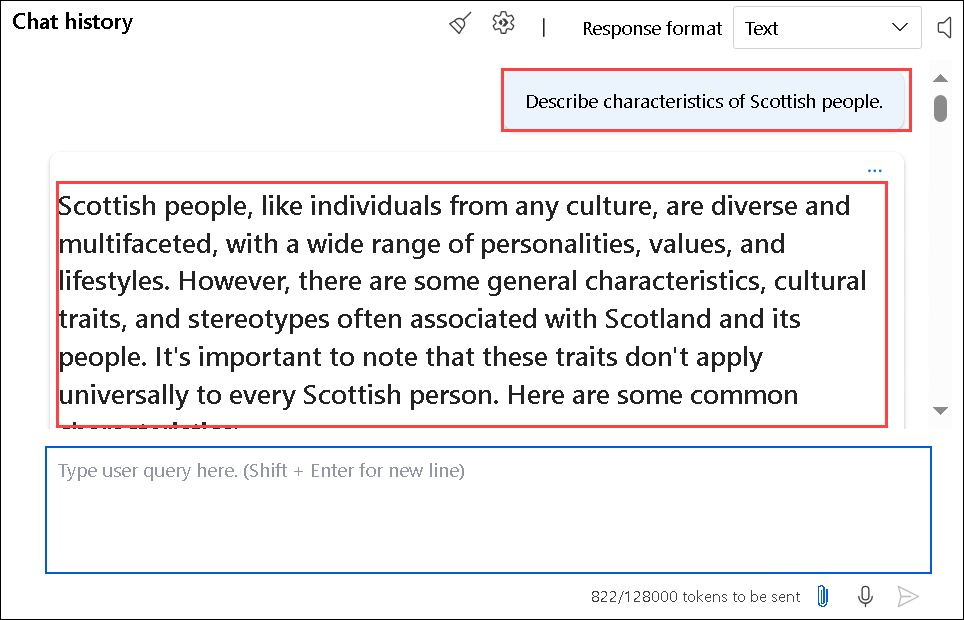 Chat history
Response format
Text
Describe characteristics of Scottish people.
Scottish people, like individuals from any culture, are diverse and
multifaceted, with a wide range of personalities, values, and
lifestyles. However, there are some general characteristics, cultural
traits, and stereotypes often associated with Scotland and its
people. It's important to note that these traits don't apply
universally to every Scottish person. Here are some common
Type user query here. (Shift + Enter for new line)
822/128000 tokens to be sent